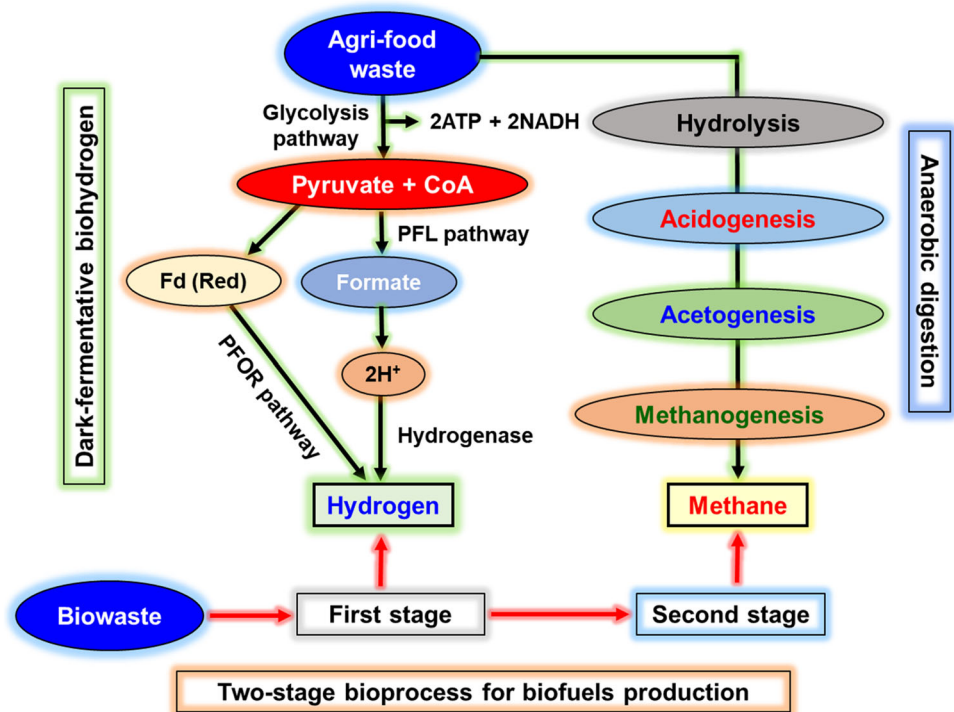 Agri-food
waste
Glycolysis
pathway
2ATP + 2NADH
Pyruvate + CoA
PFL pathway
Fd (Red)
Formate
PFOR pathway
2H⁺
Hydrogenase
Hydrogen
Dark-fermentative biohydrogen
Hydrolysis
Acidogenesis
Acetogenesis
Methanogenesis
Methane
Anaerobic digestion
Biowaste
First stage
Second stage
Two-stage bioprocess for biofuels production